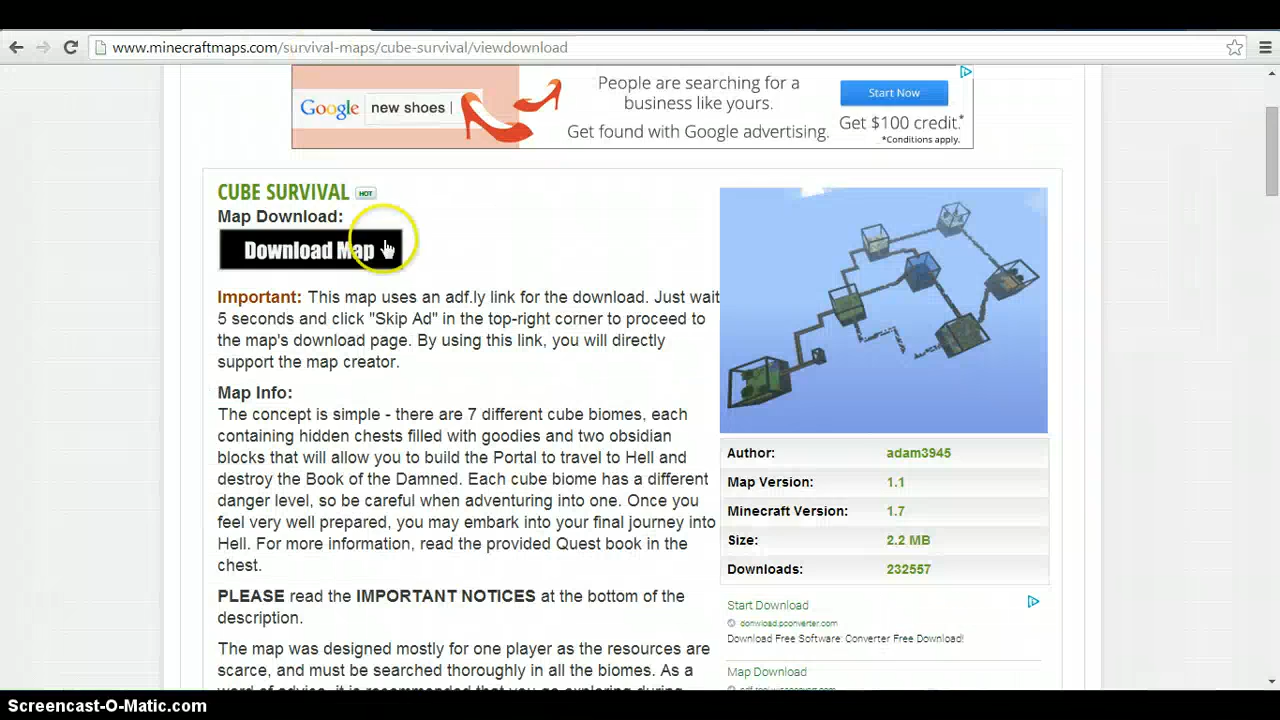 www.minecraftmaps.com/survival-maps/cube-survival/viewdownload
Google
new shoes |
People are searching for a
business like yours.
Get found with Google advertising.
Start Now
Get $100 credit.*
*Conditions apply.
CUBE SURVIVAL HOT
Map Download:
Download Map
Important: This map uses an adf.ly link for the download. Just wait
5 seconds and click "Skip Ad" in the top-right corner to proceed to
the map's download page. By using this link, you will directly
support the map creator.
Map Info:
The concept is simple - there are 7 different cube biomes, each
containing hidden chests filled with goodies and two obsidian
blocks that will allow you to build the Portal to travel to Hell and
destroy the Book of the Damned. Each cube biome has a different
danger level, so be careful when adventuring into one. Once you
feel very well prepared, you may embark into your final journey into
Hell. For more information, read the provided Quest book in the
chest.
PLEASE read the IMPORTANT NOTICES at the bottom of the
description.
The map was designed mostly for one player as the resources are
scarce, and must be searched thoroughly in all the biomes. As a
word of advice, it is recommended that you go exploring during
Author: adam3945
Map Version: 1.1
Minecraft Version: 1.7
Size: 2.2 MB
Downloads: 232557
Start Download
Download Free Software: Converter Free Download!
Map Download
Screencast-O-Matic.com